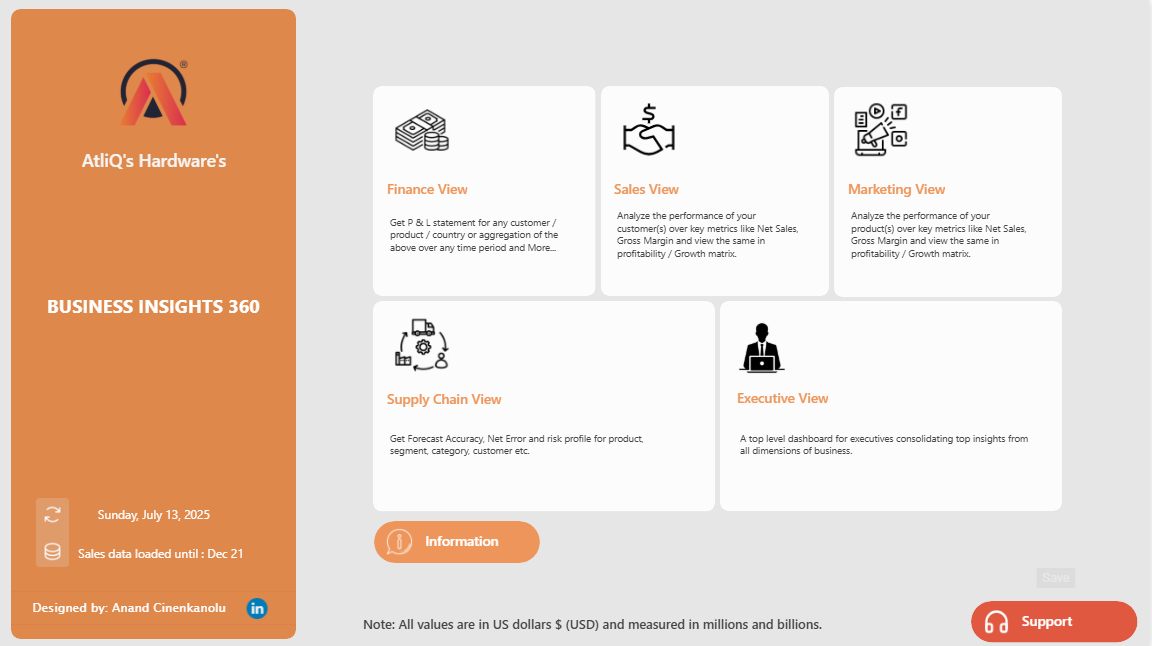 ®
AtliQ's Hardware's
BUSINESS INSIGHTS 360
Sunday, July 13, 2025
Sales data loaded until : Dec 21
Designed by: Anand Cinenkanolu
in
Finance View
Get P & L statement for any customer /
product / country or aggregation of the
above over any time period and More...
$
Sales View
Analyze the performance of your
customer(s) over key metrics like Net Sales,
Gross Margin and view the same in
profitability / Growth matrix.
f
Marketing View
Analyze the performance of your
product(s) over key metrics like Net Sales,
Gross Margin and view the same in
profitability / Growth matrix.
Supply Chain View
Get Forecast Accuracy, Net Error and risk profile for product,
segment, category, customer etc.
Executive View
A top level dashboard for executives consolidating top insights from
all dimensions of business.
Information
Save
Note: All values are in US dollars $ (USD) and measured in millions and billions.
Support